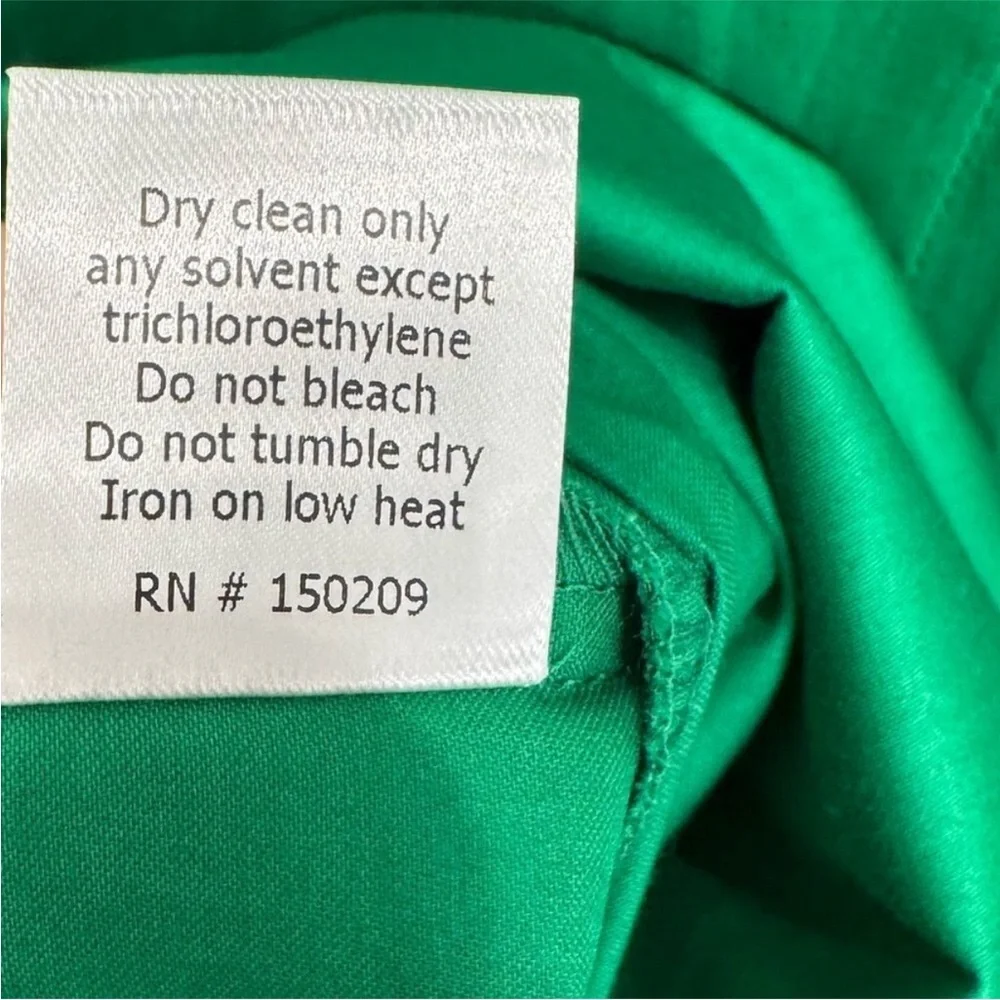 Dry clean only
any solvent except
trichloroethylene
Do not bleach
Do not tumble dry
Iron on low heat
RN # 150209